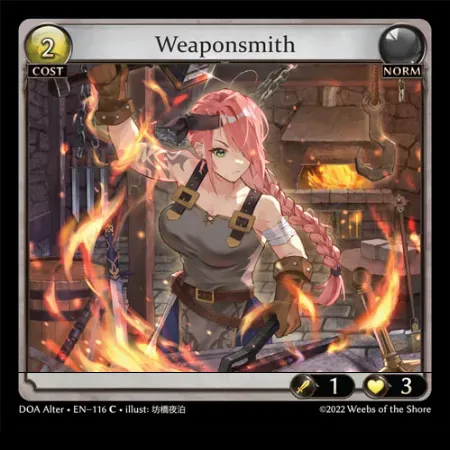 2 Weaponsmith
COST NORM
1 3
DOA Alter • EN–116 C • illust: 坊橋夜泊 ©2022 Weebs of the Shore